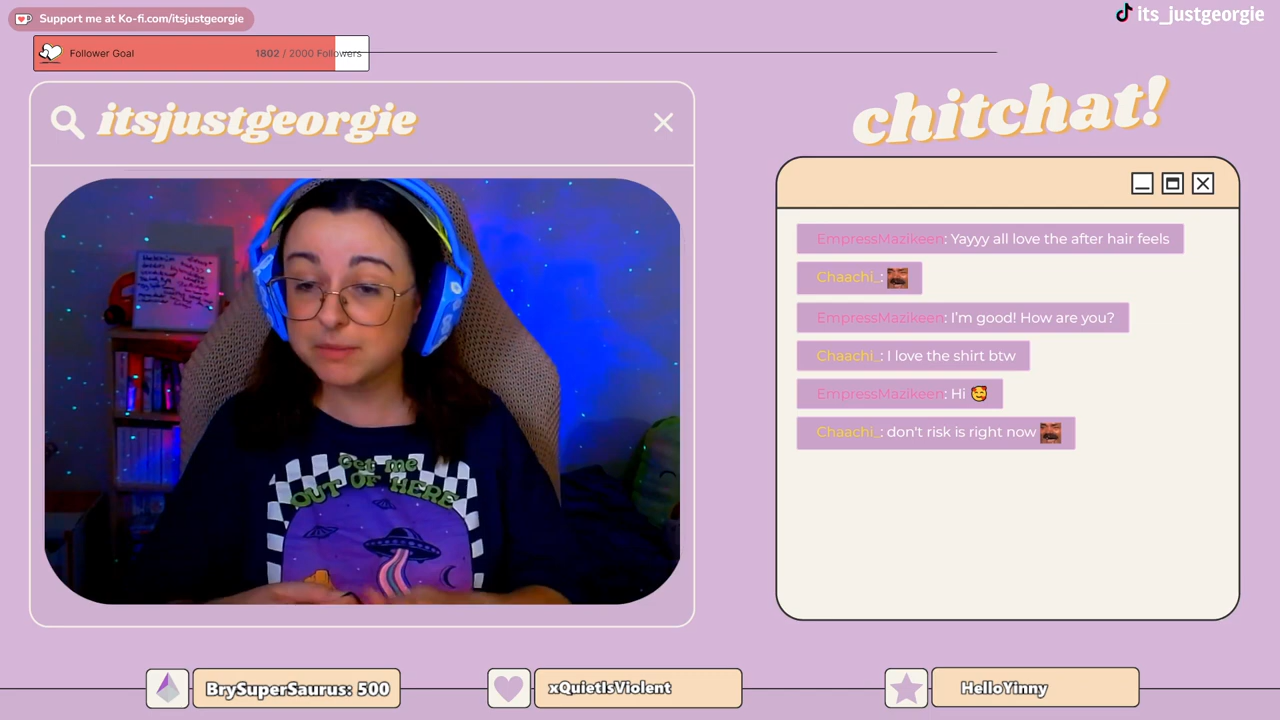 Support me at Ko-fi.com/itsjustgeorgie
its_justgeorgie
Follower Goal
1802 / 2000 Followers
itsjustgeorgie
chitchat!
EmpressMazikeen: Yayyy all love the after hair feels
Chaachi_:
EmpressMazikeen: I'm good! How are you?
Chaachi_: I love the shirt btw
EmpressMazikeen: Hi 🥰
Chaachi_: don't risk is right now
Get me
OUT OF HERE
BrySuperSaurus: 500
xQuietIsViolent
HelloYinny